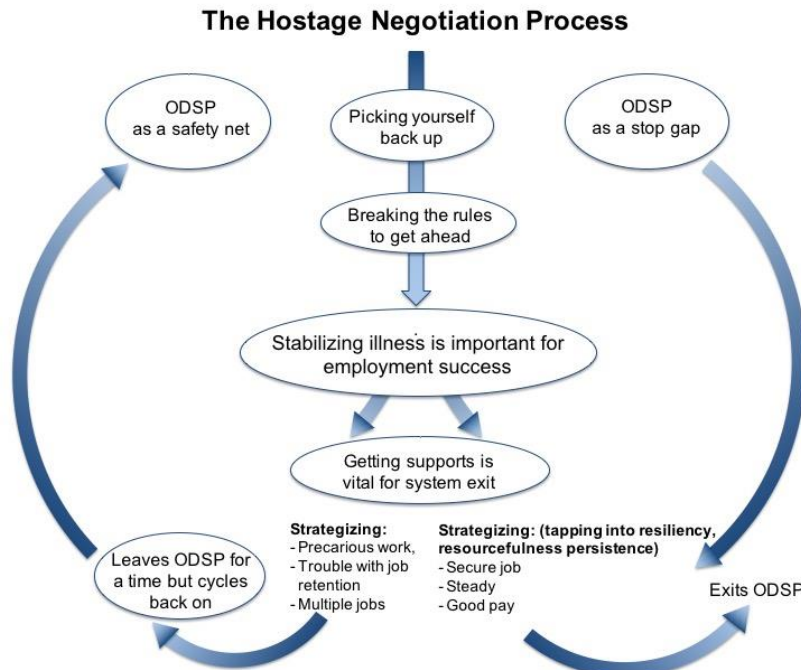 The Hostage Negotiation Process
ODSP
as a safety net
Picking yourself
back up
ODSP
as a stop gap
Breaking the rules
to get ahead
Stabilizing illness is important for
employment success
Getting supports is
vital for system exit
Leaves ODSP for
a time but cycles
back on
Strategizing:
- Precarious work,
- Trouble with job
retention
- Multiple jobs
Strategizing: (tapping into resiliency,
resourcefulness persistence)
- Secure job
- Steady
- Good pay
Exits ODSP